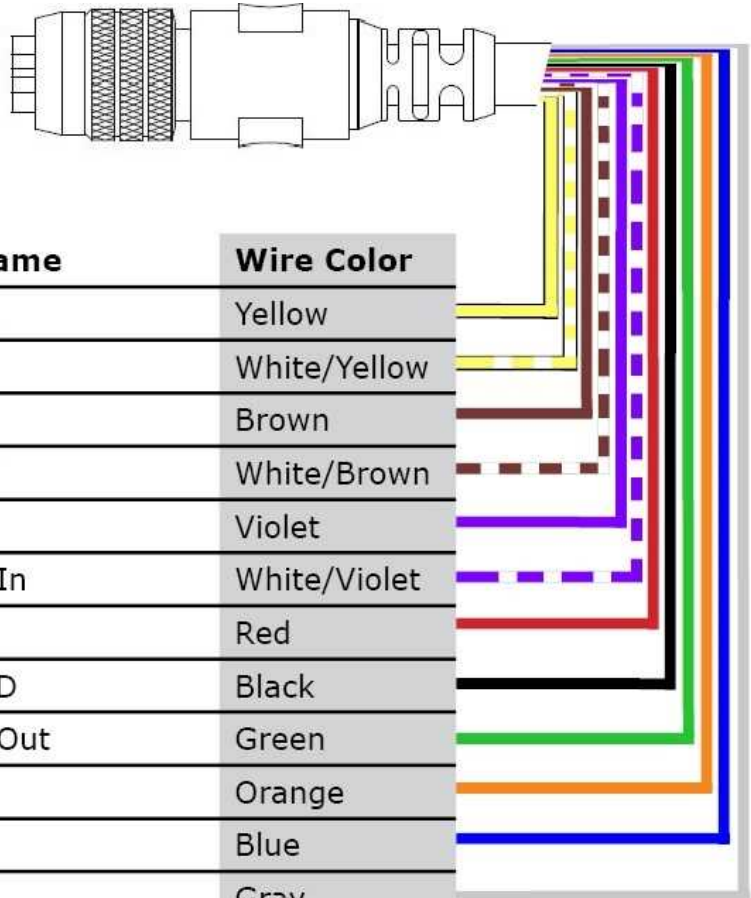 ame Wire Color
Yellow
White/Yellow
Brown
White/Brown
Violet
In White/Violet
Red
D Black
Out Green
Orange
Blue
Gray